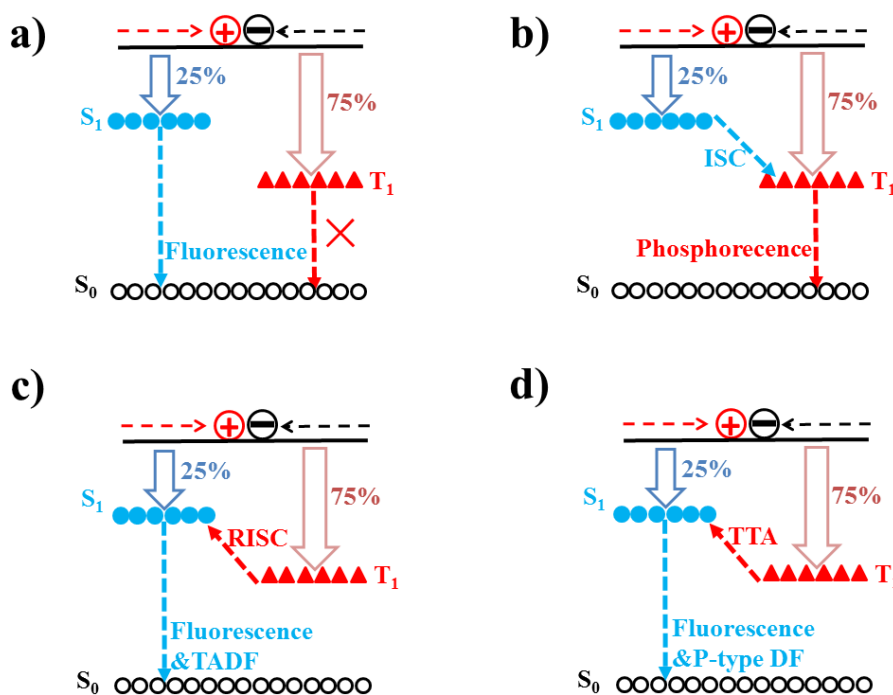 a)
+ −
25%
75%
S1
T1
Fluorescence
S0
b)
+ −
25%
75%
S1
ISC
T1
Phosphorecence
S0
c)
+ −
25%
75%
S1
RISC
T1
Fluorescence
&TADF
S0
d)
+ −
25%
75%
S1
TTA
T
Fluorescence
&P-type DF
S0